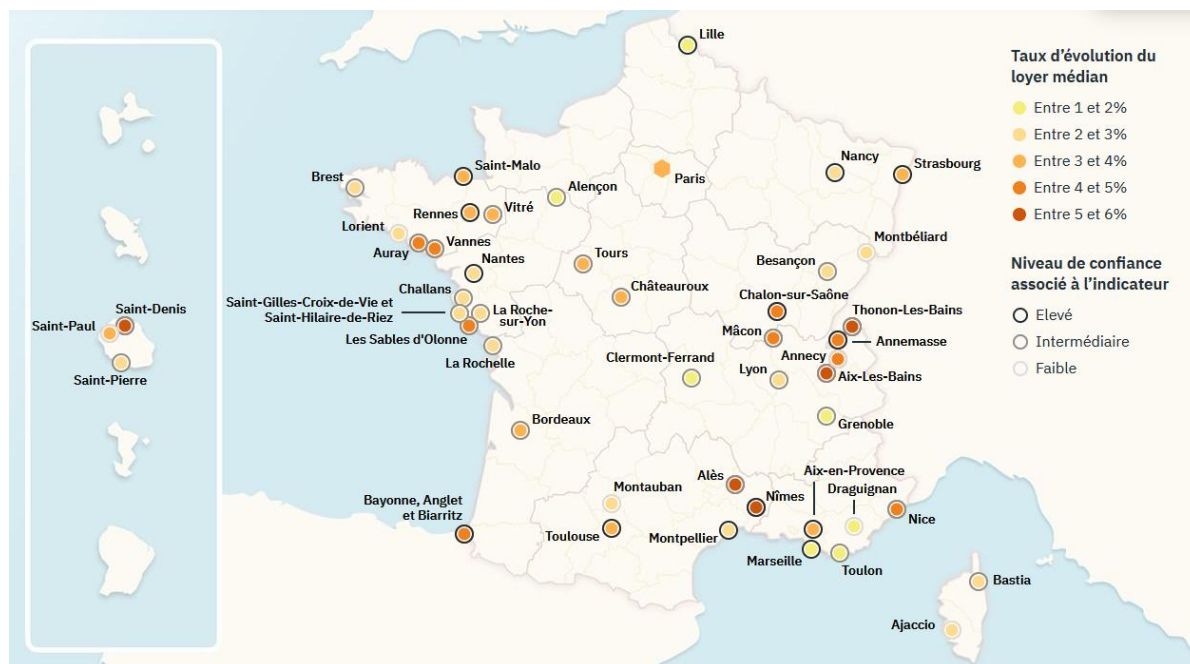 Lille
Taux d'évolution du
loyer médian
Entre 1 et 2%
Entre 2 et 3%
Entre 3 et 4%
Entre 4 et 5%
Entre 5 et 6%
Niveau de confiance
associé à l'indicateur
Elevé
Intermédiaire
Faible
Saint-Malo
Nancy
Strasbourg
Brest
Paris
Alençon
Rennes
Vitré
Lorient
Auray
Vannes
Nantes
Tours
Montbéliard
Besançon
Challans
Châteauroux
Saint-Gilles-Croix-de-Vie et
Saint-Hilaire-de-Riez
La Roche-
sur-Yon
Chalon-sur-Saône
Thonon-Les-Bains
Saint-Denis
Saint-Paul
Saint-Pierre
Les Sables d'Olonne
La Rochelle
Mâcon
Annemasse
Clermont-Ferrand
Annecy
Lyon
Aix-Les-Bains
Grenoble
Bordeaux
Montauban
Alès
Aix-en-Provence
Draguignan
Nîmes
Nice
Bayonne, Anglet
et Biarritz
Toulouse
Montpellier
Marseille
Toulon
Bastia
Ajaccio